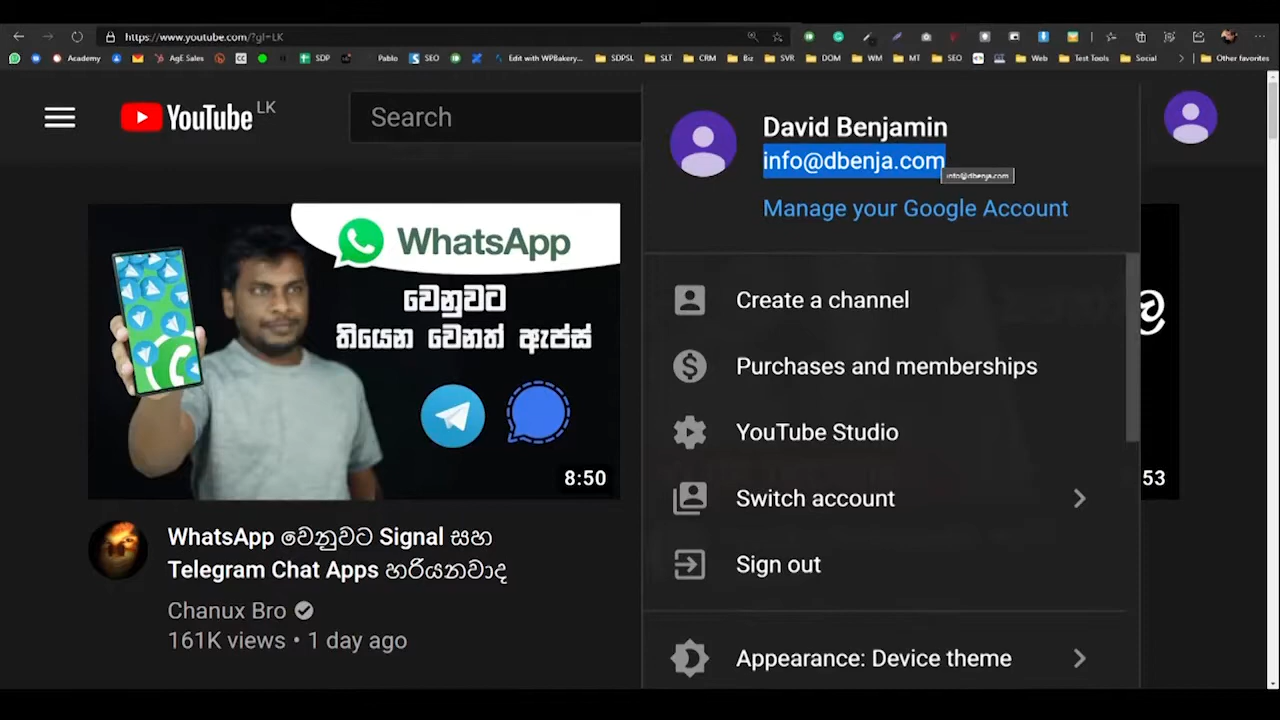 https://www.youtube.com/?gl=LK
Academy AgE Sales CC SDP Pablo SEO Edit with WPBakery... SDPSL SLT CRM Biz SVR DOM WM MT SEO Web Test Tools Social Other favorites
YouTube LK
Search
David Benjamin
info@dbenja.com
info@dbenja.com
Manage your Google Account
WhatsApp
වෙනුවට
තියෙන වෙනත් ඇප්ස්
8:50
WhatsApp වෙනුවට Signal සහ
Telegram Chat Apps හරියනවාද
Chanux Bro
161K views • 1 day ago
Create a channel
Purchases and memberships
YouTube Studio
Switch account
Sign out
Appearance: Device theme
ල
53